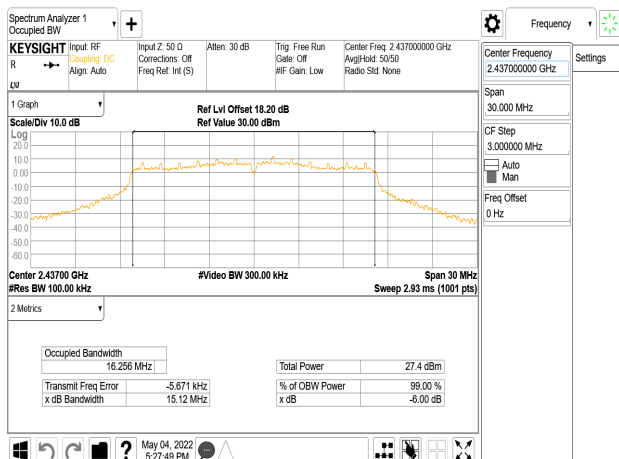 Spectrum Analyzer 1
Occupied BW
Frequency
KEYSIGHT
R
Input: RF
Coupling: DC
Align: Auto
Input Z: 50 Ω
Corrections: Off
Freq Ref: Int (S)
Atten: 30 dB
Trig: Free Run
Gate: Off
#IF Gain: Low
Center Freq: 2.437000000 GHz
Avg|Hold: 50/50
Radio Std: None
Center Frequency
2.437000000 GHz
Settings
Span
30.000 MHz
CF Step
3.000000 MHz
Auto
Man
Freq Offset
0 Hz
1 Graph
Scale/Div 10.0 dB
Ref Lvl Offset 18.20 dB
Ref Value 30.00 dBm
Log
20.0
10.0
0.00
-10.0
-20.0
-30.0
-40.0
-50.0
-60.0
Center 2.43700 GHz
#Video BW 300.00 kHz
Span 30 MHz
#Res BW 100.00 kHz
Sweep 2.93 ms (1001 pts)
2 Metrics
Occupied Bandwidth
16.256 MHz
Total Power 27.4 dBm
Transmit Freq Error -5.671 kHz
% of OBW Power 99.00 %
x dB Bandwidth 15.12 MHz
x dB -6.00 dB
May 04, 2022
5:27:49 PM